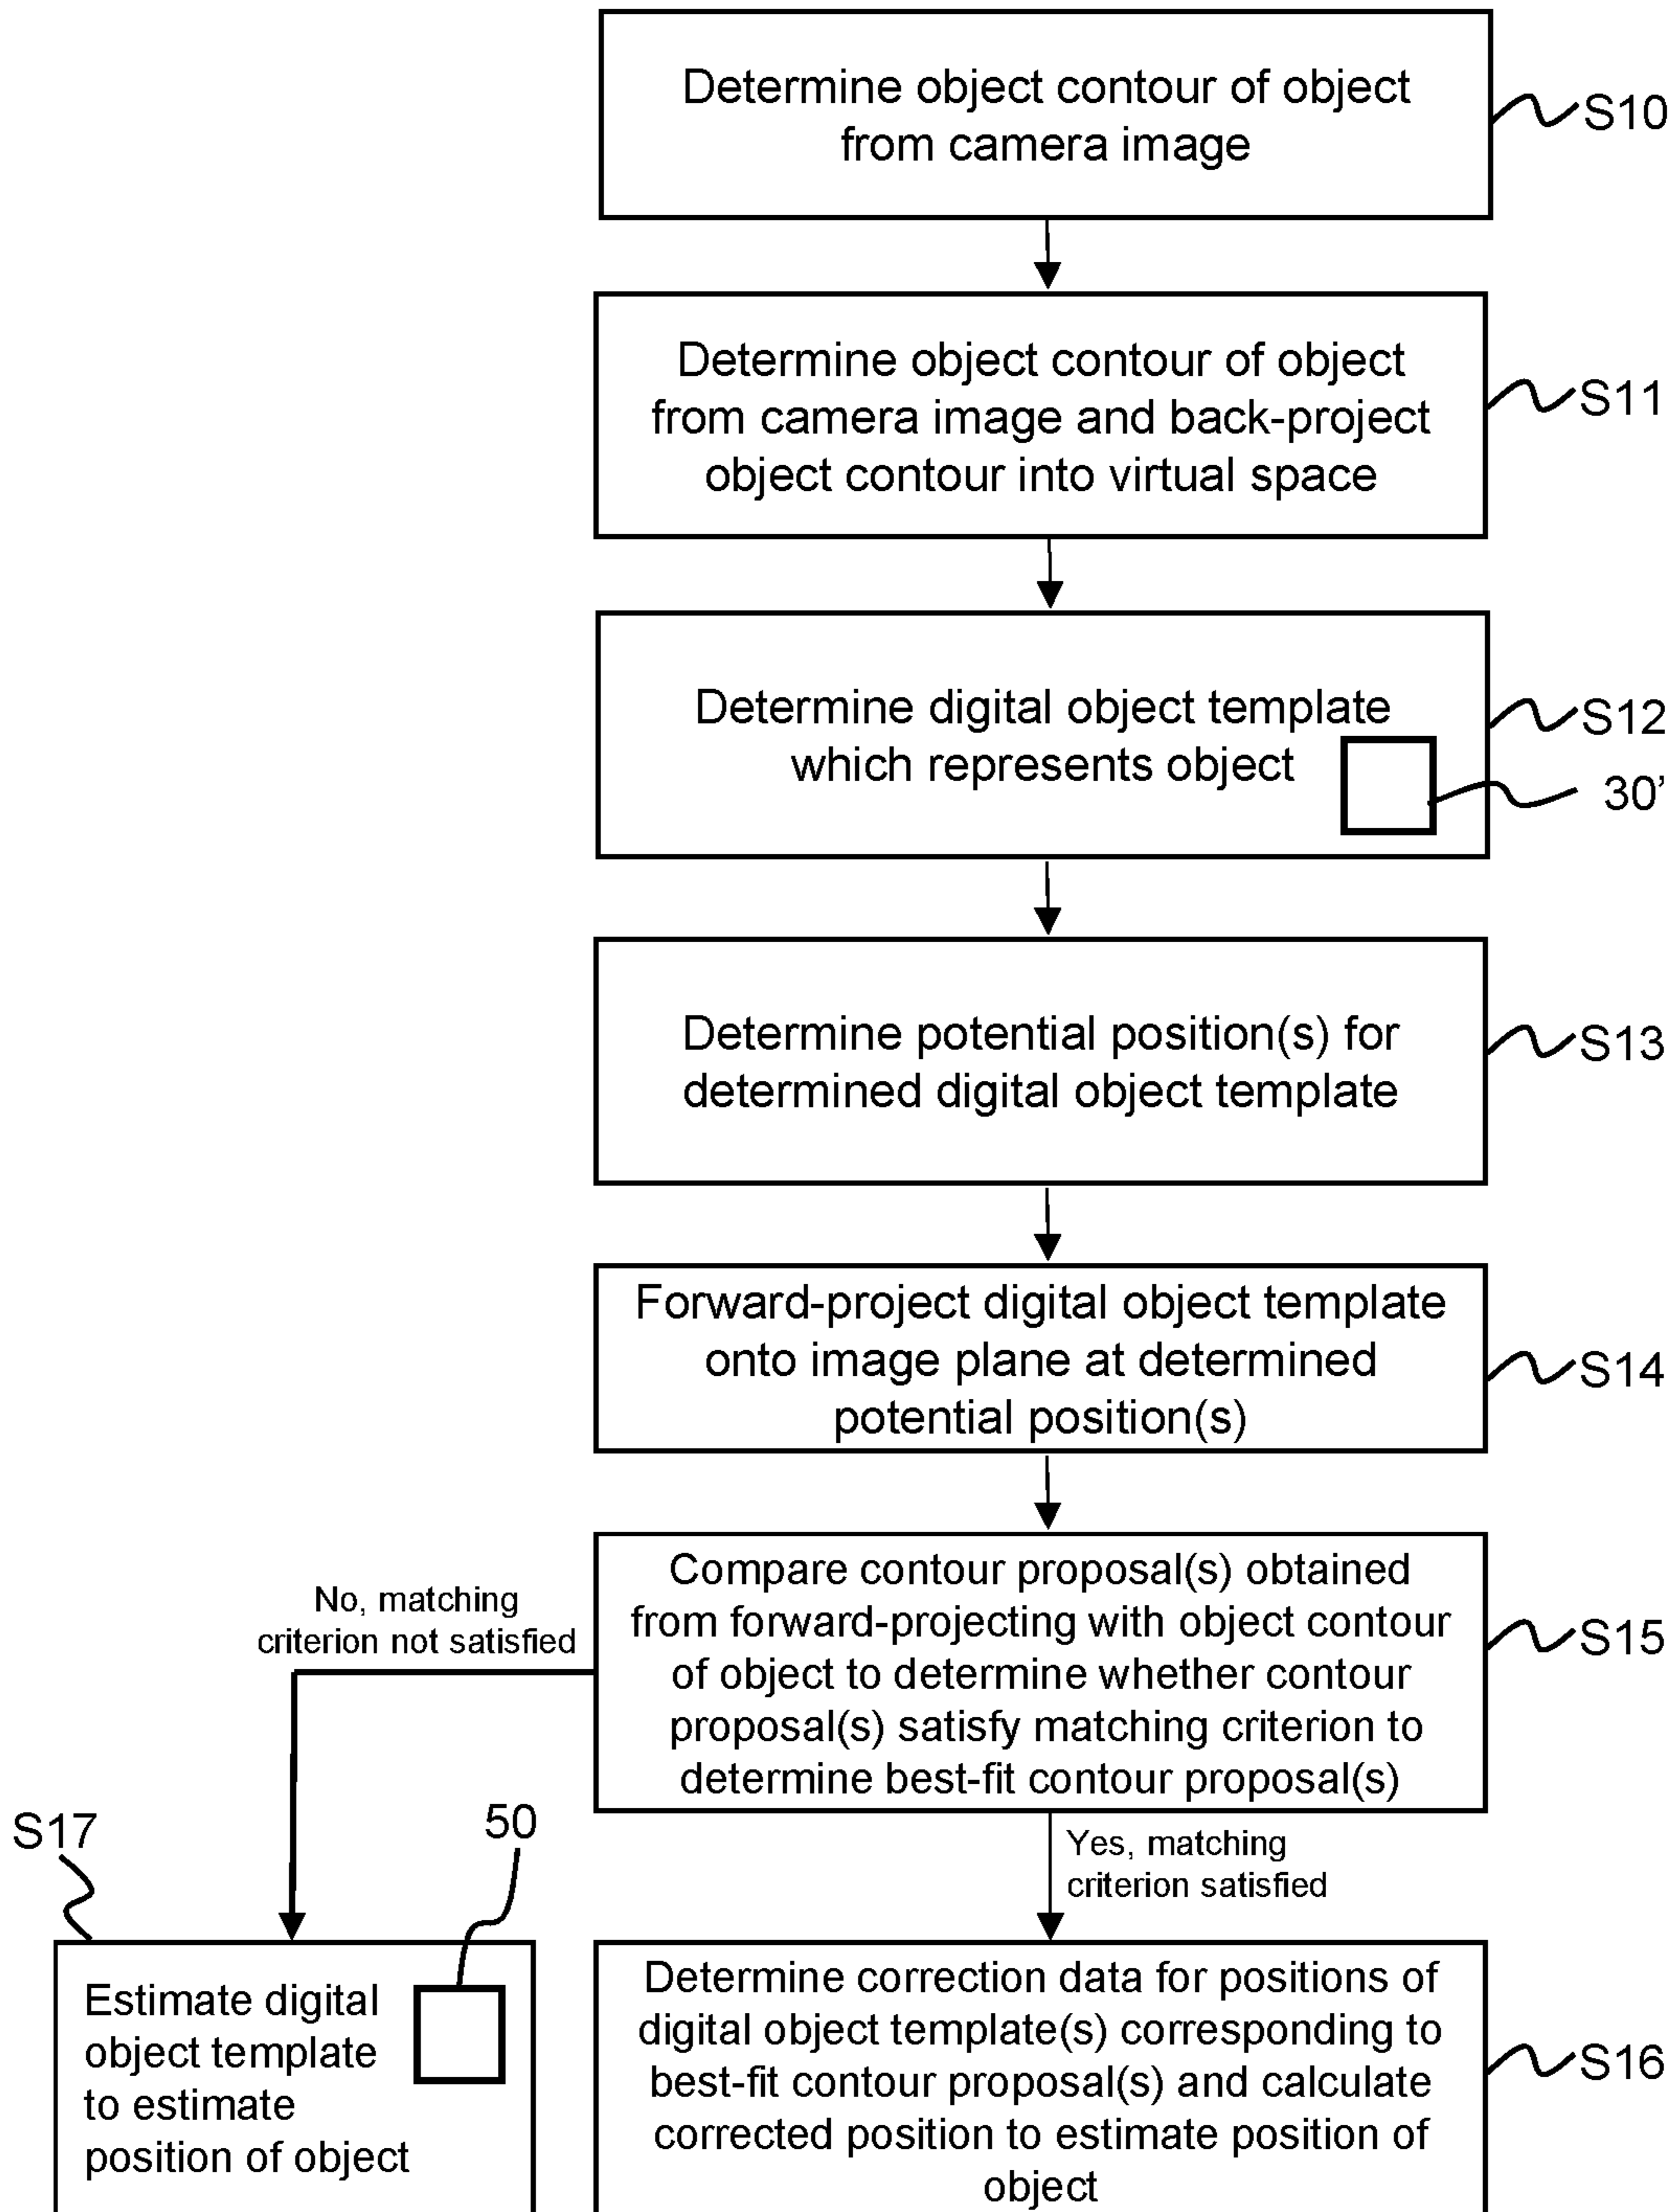 Determine object contour of object
from camera image
S10
Determine object contour of object
from camera image and back-project
object contour into virtual space
S11
Determine digital object template
which represents object
S12
30’
Determine potential position(s) for
determined digital object template
S13
Forward-project digital object template
onto image plane at determined
potential position(s)
S14
Compare contour proposal(s) obtained
from forward-projecting with object contour
of object to determine whether contour
proposal(s) satisfy matching criterion to
determine best-fit contour proposal(s)
S15
No, matching
criterion not satisfied
Yes, matching
criterion satisfied
S17
50
Estimate digital
object template
to estimate
position of object
Determine correction data for positions of
digital object template(s) corresponding to
best-fit contour proposal(s) and calculate
corrected position to estimate position of
object
S16